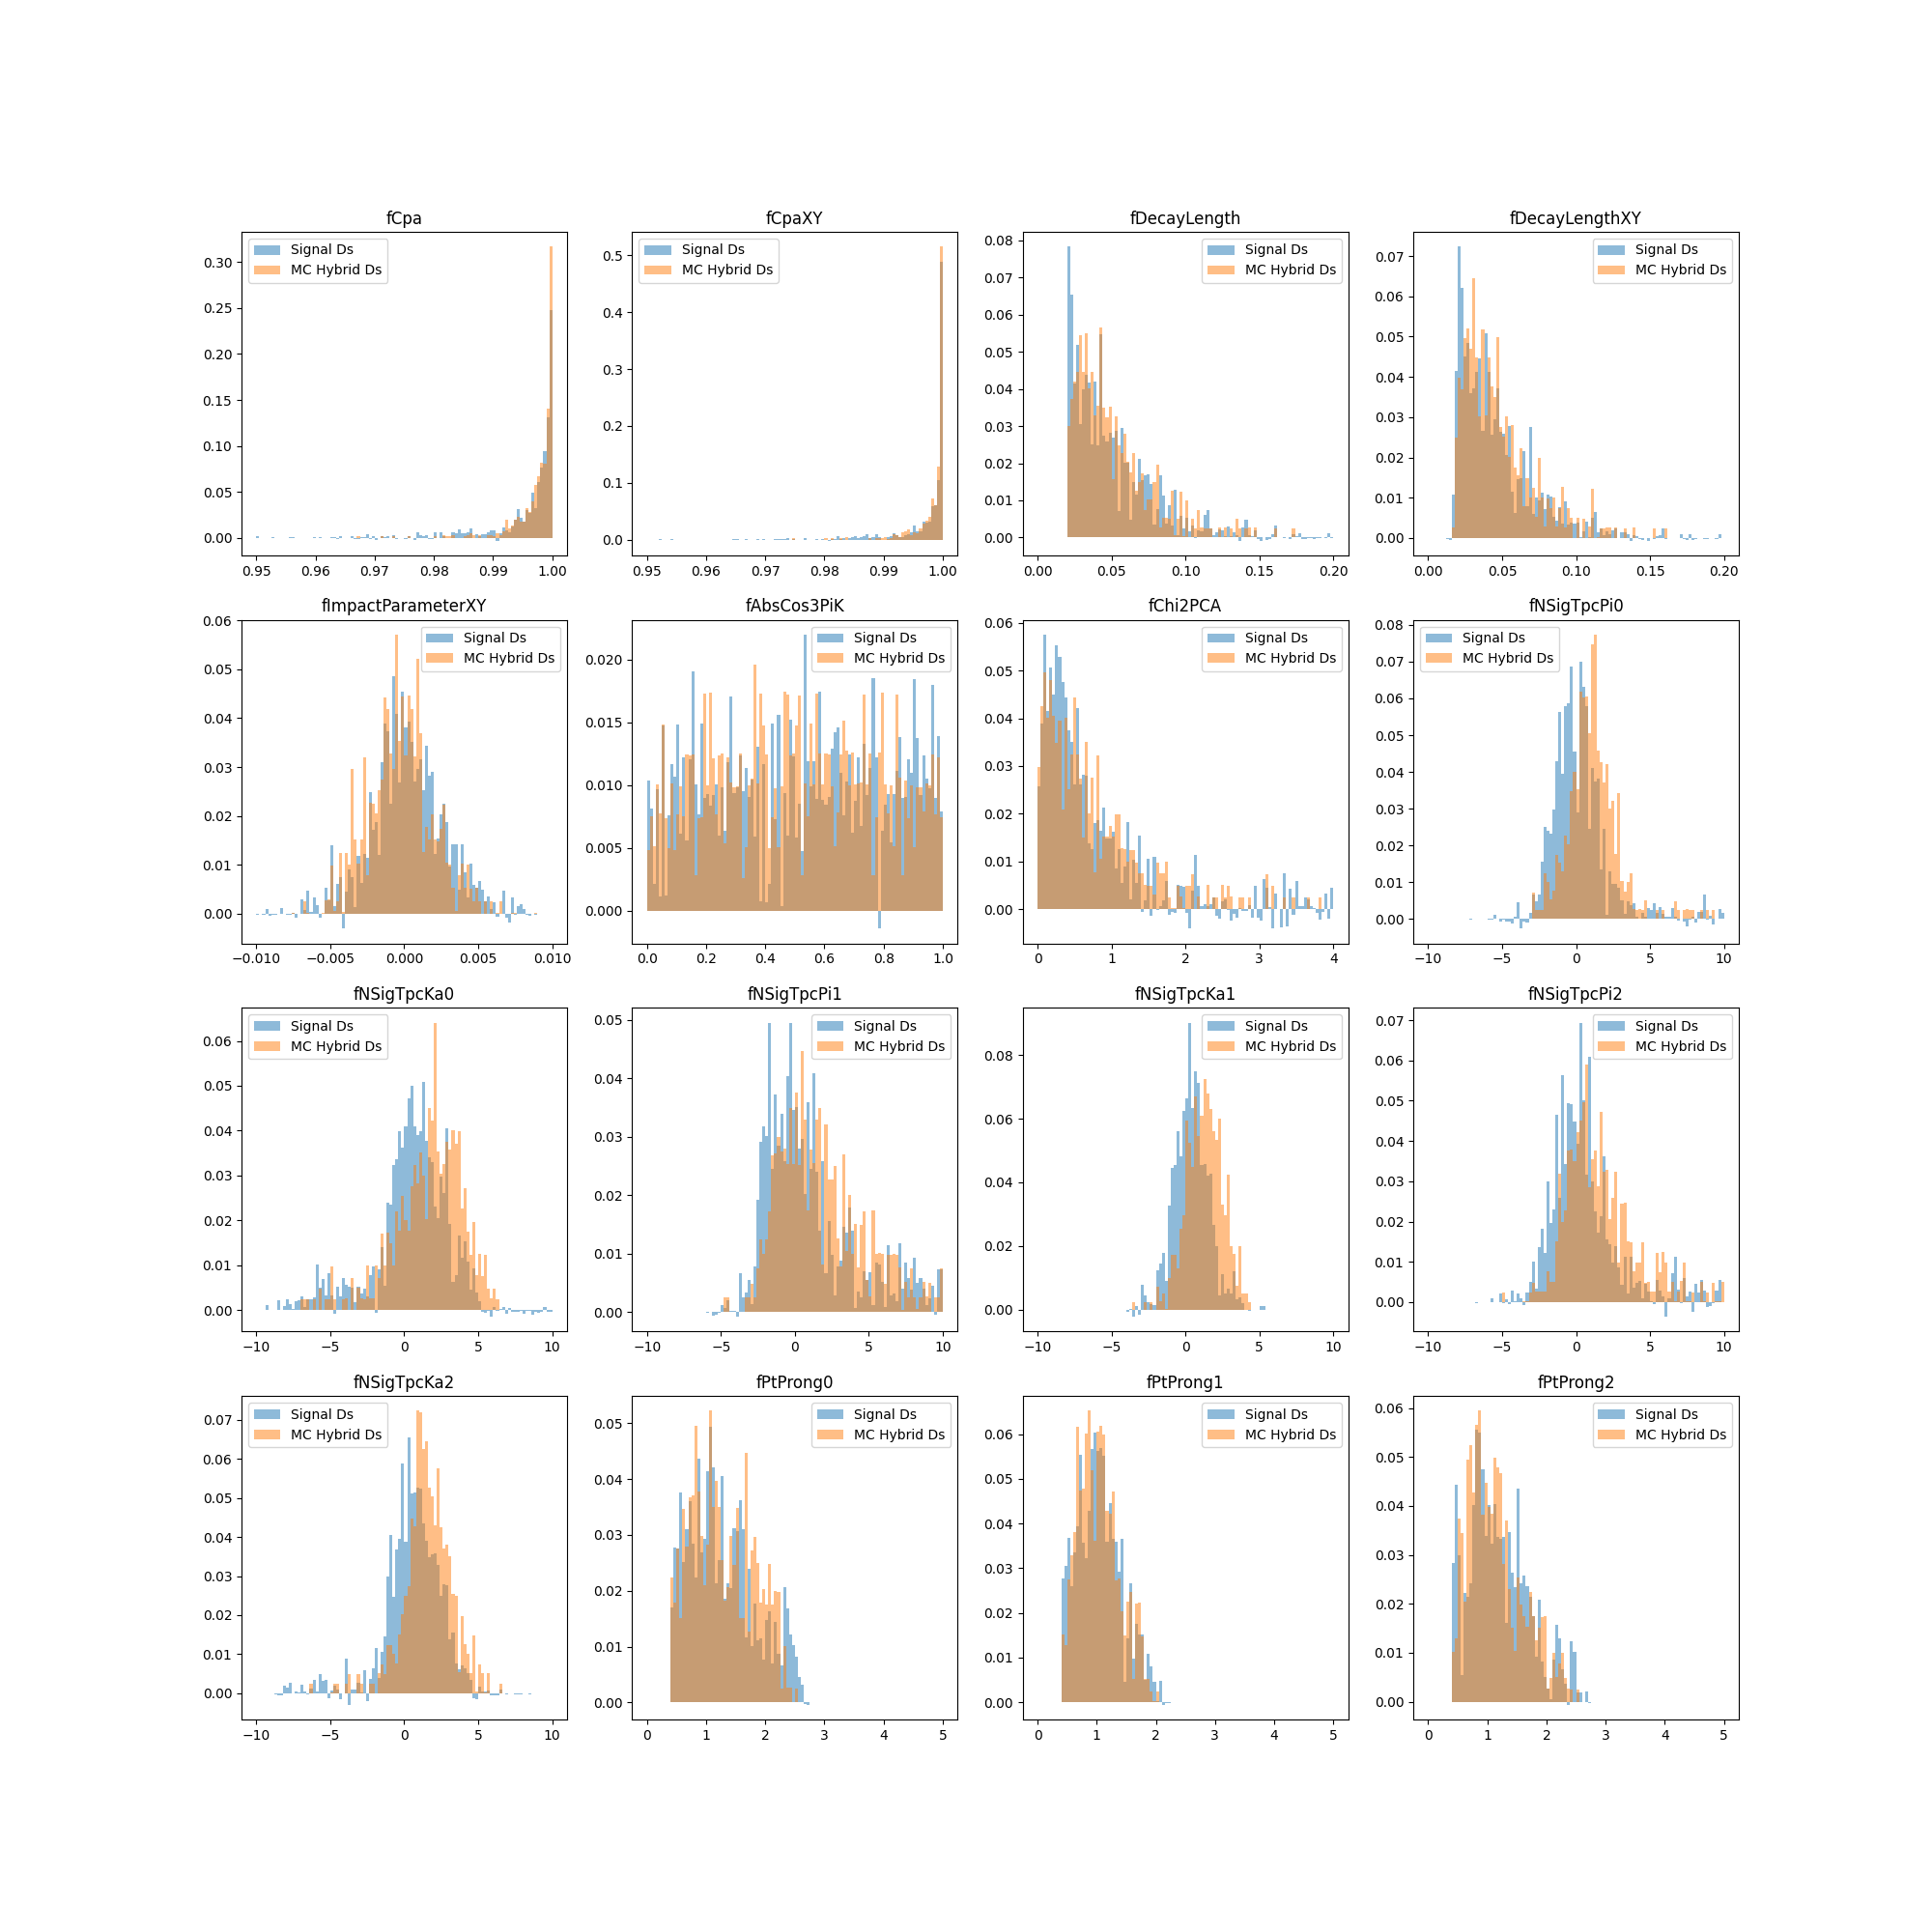 fCpa
Signal Ds
MC Hybrid Ds
0.30
0.25
0.20
0.15
0.10
0.05
0.00
0.95 0.96 0.97 0.98 0.99 1.00
fCpaXY
Signal Ds
MC Hybrid Ds
0.5
0.4
0.3
0.2
0.1
0.0
0.95 0.96 0.97 0.98 0.99 1.00
fDecayLength
Signal Ds
MC Hybrid Ds
0.08
0.07
0.06
0.05
0.04
0.03
0.02
0.01
0.00
0.00 0.05 0.10 0.15 0.20
fDecayLengthXY
Signal Ds
MC Hybrid Ds
0.07
0.06
0.05
0.04
0.03
0.02
0.01
0.00
0.00 0.05 0.10 0.15 0.20
fImpactParameterXY
Signal Ds
MC Hybrid Ds
0.06
0.05
0.04
0.03
0.02
0.01
0.00
−0.010 −0.005 0.000 0.005 0.010
fAbsCos3PiK
Signal Ds
MC Hybrid Ds
0.020
0.015
0.010
0.005
0.000
0.0 0.2 0.4 0.6 0.8 1.0
fChi2PCA
Signal Ds
MC Hybrid Ds
0.06
0.05
0.04
0.03
0.02
0.01
0.00
0 1 2 3 4
fNSigTpcPi0
Signal Ds
MC Hybrid Ds
0.08
0.07
0.06
0.05
0.04
0.03
0.02
0.01
0.00
−10 −5 0 5 10
fNSigTpcKa0
Signal Ds
MC Hybrid Ds
0.06
0.05
0.04
0.03
0.02
0.01
0.00
−10 −5 0 5 10
fNSigTpcPi1
Signal Ds
MC Hybrid Ds
0.05
0.04
0.03
0.02
0.01
0.00
−10 −5 0 5 10
fNSigTpcKa1
Signal Ds
MC Hybrid Ds
0.08
0.06
0.04
0.02
0.00
−10 −5 0 5 10
fNSigTpcPi2
Signal Ds
MC Hybrid Ds
0.07
0.06
0.05
0.04
0.03
0.02
0.01
0.00
−10 −5 0 5 10
fNSigTpcKa2
Signal Ds
MC Hybrid Ds
0.07
0.06
0.05
0.04
0.03
0.02
0.01
0.00
−10 −5 0 5 10
fPtProng0
Signal Ds
MC Hybrid Ds
0.05
0.04
0.03
0.02
0.01
0.00
0 1 2 3 4 5
fPtProng1
Signal Ds
MC Hybrid Ds
0.06
0.05
0.04
0.03
0.02
0.01
0.00
0 1 2 3 4 5
fPtProng2
Signal Ds
MC Hybrid Ds
0.06
0.05
0.04
0.03
0.02
0.01
0.00
0 1 2 3 4 5